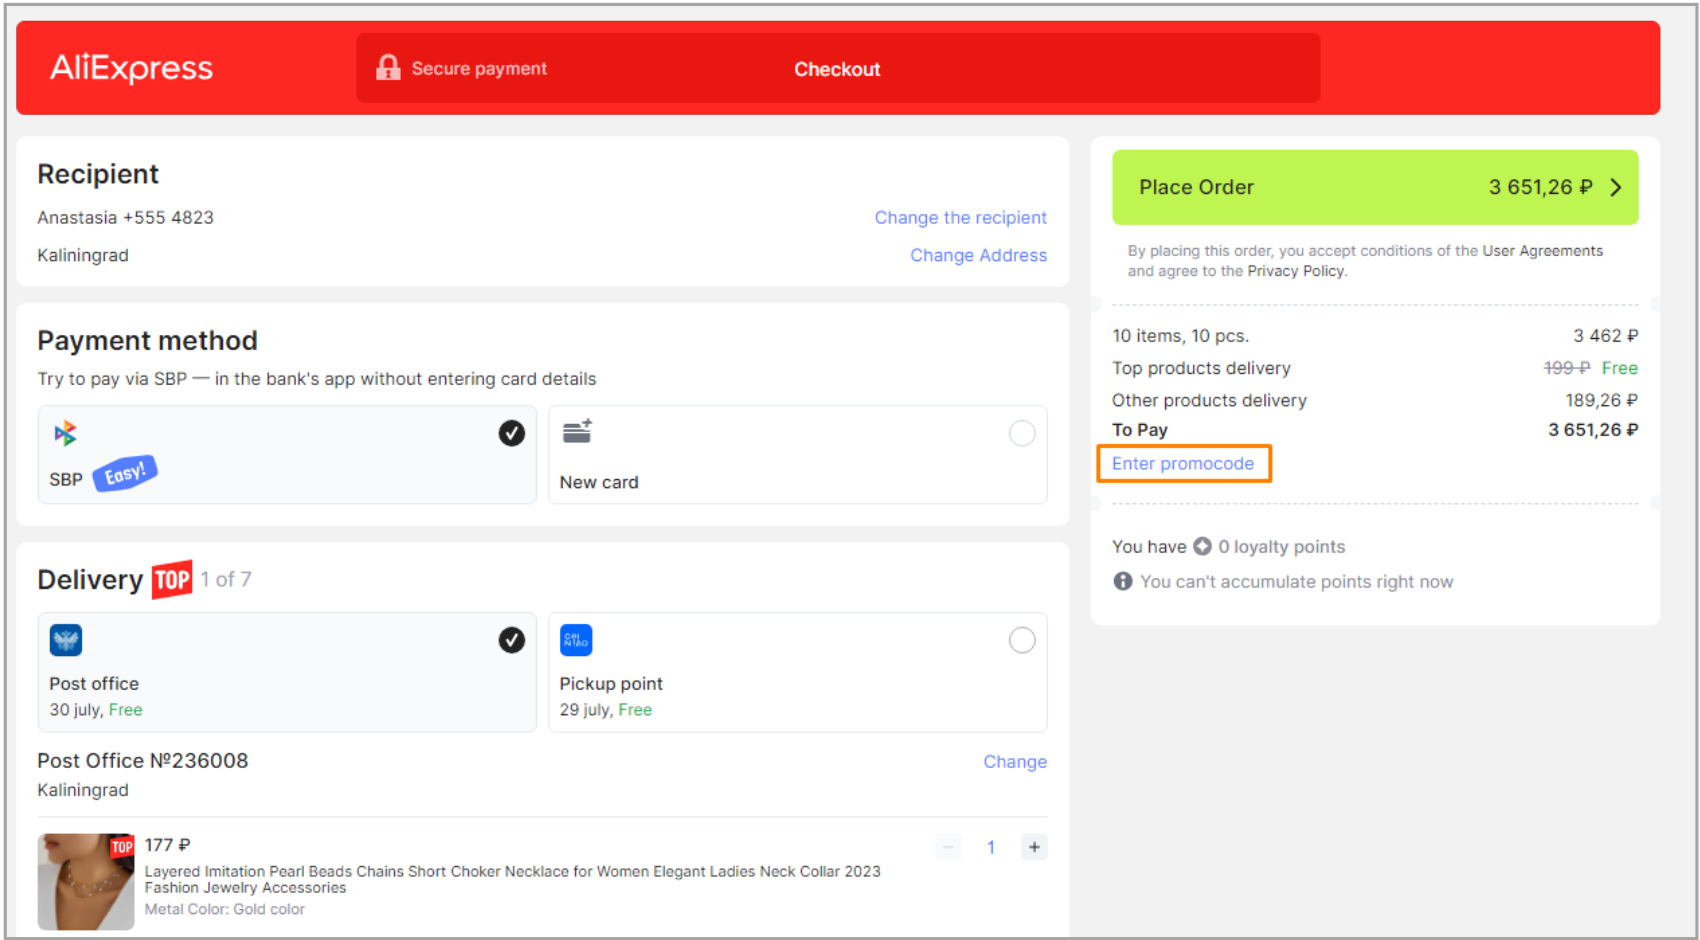 AliExpress
Secure payment
Checkout
Recipient
Anastasia +555 4823
Change the recipient
Kaliningrad
Change Address
Payment method
Try to pay via SBP — in the bank's app without entering card details
SBP Easy!
New card
Delivery TOP 1 of 7
Post office
30 july, Free
CAI
NIAO
Pickup point
29 july, Free
Post Office №236008
Change
Kaliningrad
TOP
177 ₽
− 1 +
Layered Imitation Pearl Beads Chains Short Choker Necklace for Women Elegant Ladies Neck Collar 2023
Fashion Jewelry Accessories
Metal Color: Gold color
Place Order 3 651,26 ₽
By placing this order, you accept conditions of the User Agreements
and agree to the Privacy Policy.
10 items, 10 pcs. 3 462 ₽
Top products delivery 199 ₽ Free
Other products delivery 189,26 ₽
To Pay 3 651,26 ₽
Enter promocode
You have 0 loyalty points
You can't accumulate points right now